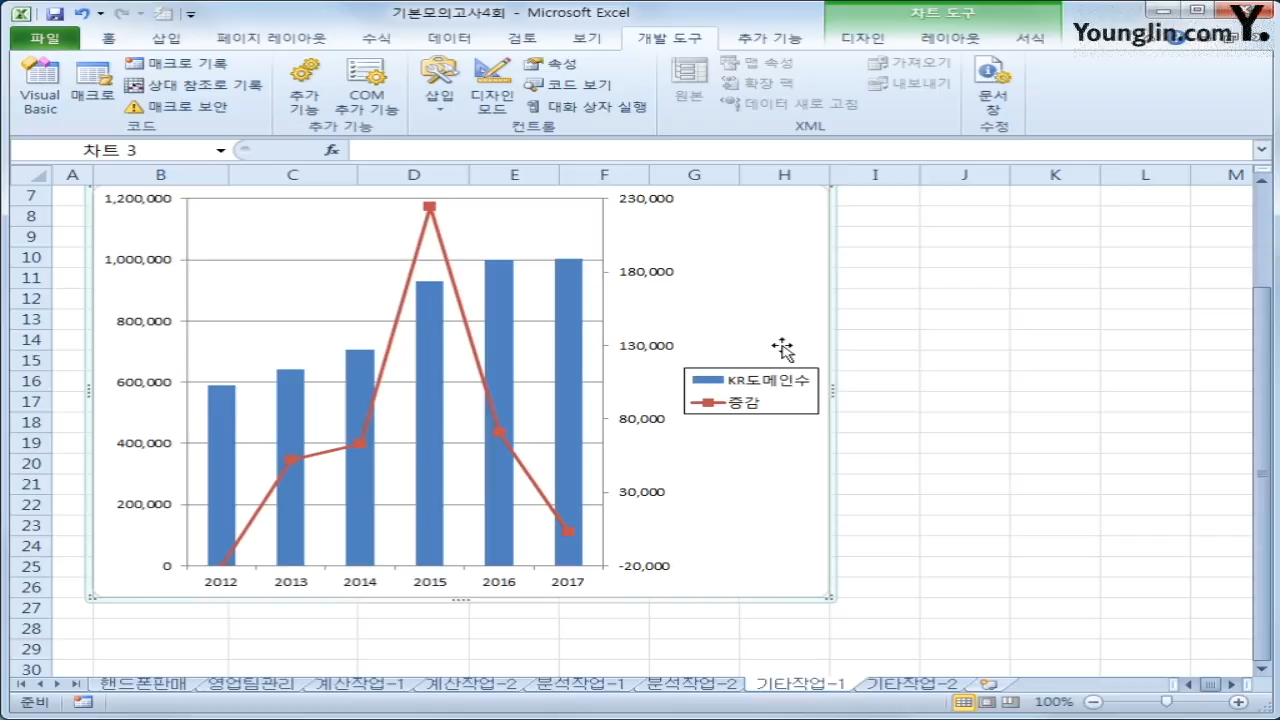 기본모의고사4회 - Microsoft Excel
차트 도구
Younglin.com Y.
파일 홈 삽입 페이지 레이아웃 수식 데이터 검토 보기 개발 도구 추가 기능 디자인 레이아웃 서식
Visual Basic
매크로
매크로 기록
상대 참조로 기록
매크로 보안
코드
추가 기능
COM 추가 기능
추가 기능
삽입
디자인 모드
속성
코드 보기
대화 상자 실행
컨트롤
원본
맵 속성
확장 팩
데이터 새로 고침
가져오기
내보내기
XML
문서 창
수정
차트 3
fx
A B C D E F G H I J K L M
7
8
9
10
11
12
13
14
15
16
17
18
19
20
21
22
23
24
25
26
27
28
29
30
1,200,000
1,000,000
800,000
600,000
400,000
200,000
0
230,000
180,000
130,000
80,000
30,000
-20,000
2012 2013 2014 2015 2016 2017
KR도메인수
증감
핸드폰판매 영업팀관리 계산작업-1 계산작업-2 분석작업-1 분석작업-2 기타작업-1 기타작업-2
준비
100%